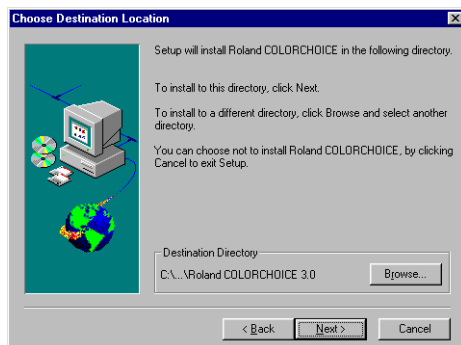 Choose Destination Location
Setup will install Roland COLORCHOICE in the following directory.
To install to this directory, click Next.
To install to a different directory, click Browse and select another
directory.
You can choose not to install Roland COLORCHOICE, by clicking
Cancel to exit Setup.
Destination Directory
C:\...\Roland COLORCHOICE 3.0
Browse...
< Back
Next >
Cancel